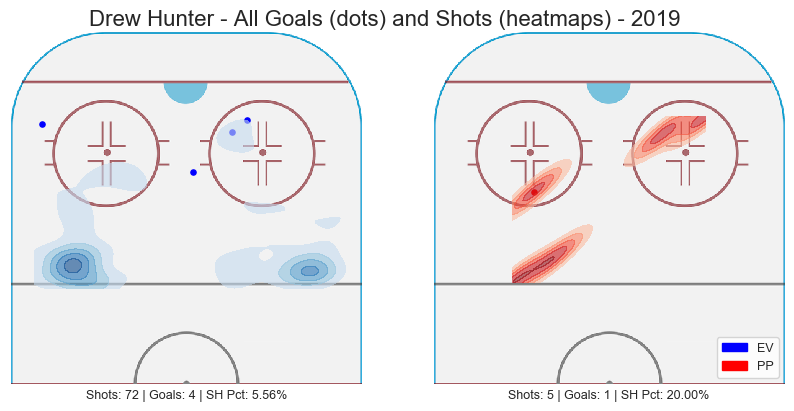 Drew Hunter - All Goals (dots) and Shots (heatmaps) - 2019
EV
PP
Shots: 72 | Goals: 4 | SH Pct: 5.56%
Shots: 5 | Goals: 1 | SH Pct: 20.00%